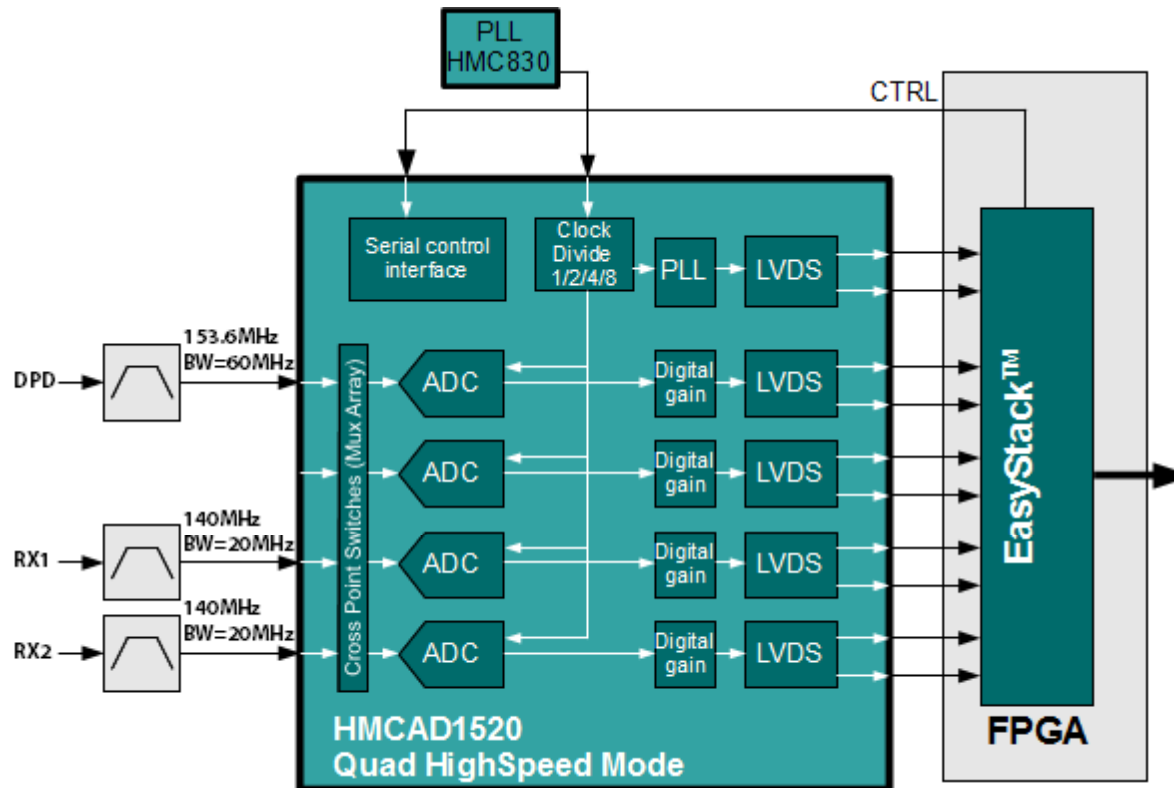 PLL
HMC830
CTRL
Serial control
interface
Clock
Divide
1/2/4/8
PLL
LVDS
153.6MHz
BW=60MHz
DPD
Cross Point Switches (Mux Array)
ADC
Digital
gain
LVDS
ADC
Digital
gain
LVDS
140MHz
BW=20MHz
RX1
ADC
Digital
gain
LVDS
140MHz
BW=20MHz
RX2
ADC
Digital
gain
LVDS
EasyStack™
FPGA
HMCAD1520
Quad HighSpeed Mode